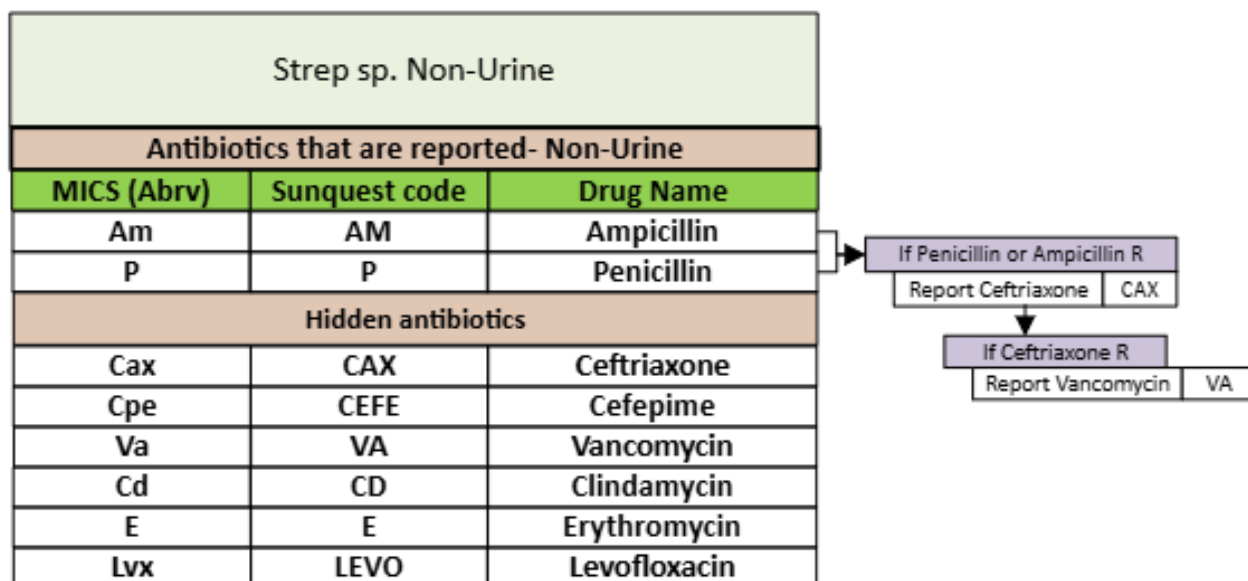 Strep sp. Non-Urine
Antibiotics that are reported- Non-Urine
MICS (Abrv) Sunquest code Drug Name
Am AM Ampicillin
P P Penicillin
If Penicillin or Ampicillin R
Report Ceftriaxone CAX
If Ceftriaxone R
Report Vancomycin VA
Hidden antibiotics
Cax CAX Ceftriaxone
Cpe CEFE Cefepime
Va VA Vancomycin
Cd CD Clindamycin
E E Erythromycin
Lvx LEVO Levofloxacin